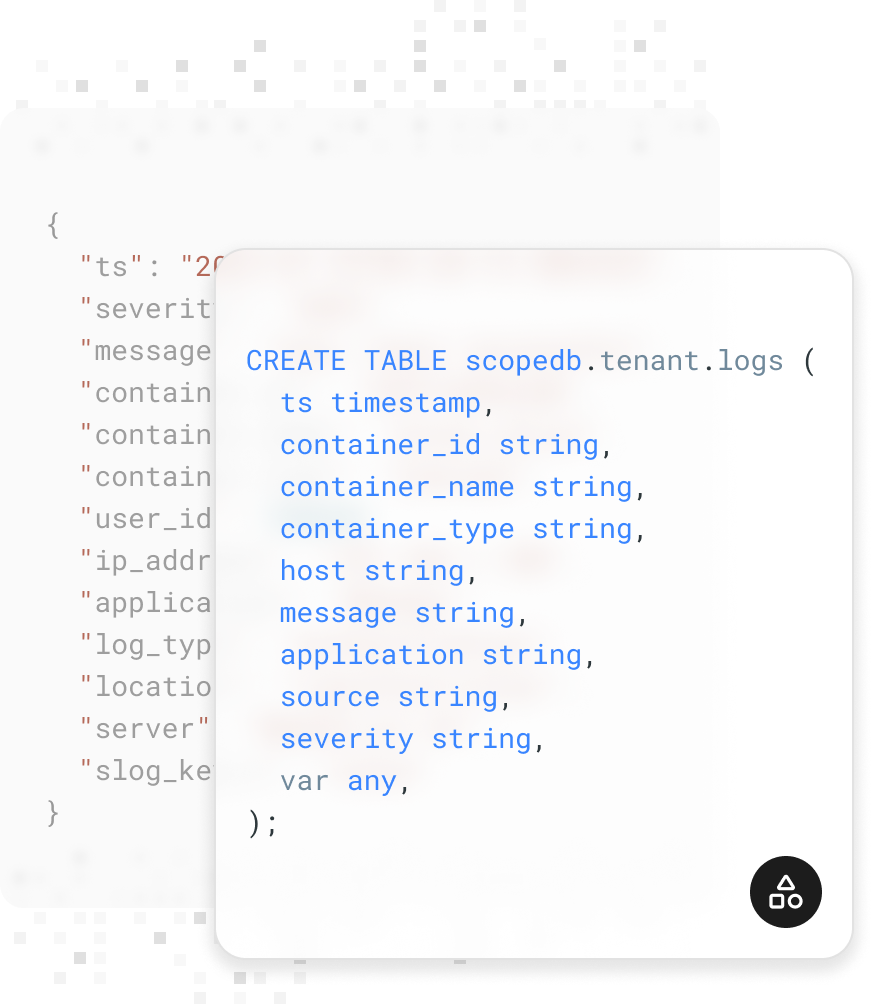 {
"ts": "20
"severit
"message
"contain
"contain
"contain
"user_id
"ip_addr
"applica
"log_typ
"locatio
"server"
"slog_ke
}
CREATE TABLE scopedb.tenant.logs (
ts timestamp,
container_id string,
container_name string,
container_type string,
host string,
message string,
application string,
source string,
severity string,
var any,
);